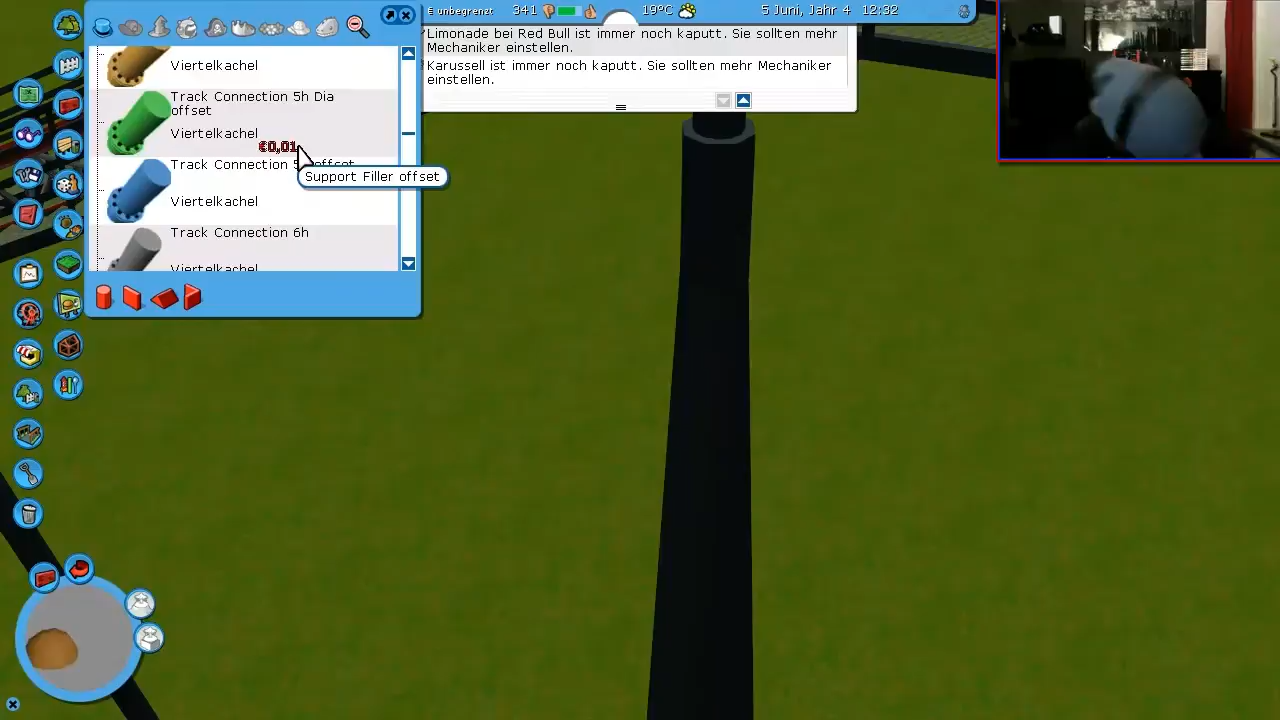 € unbegrenzt 341 19°C 5 Juni, Jahr 4 12:32
Limonade bei Red Bull ist immer noch kaputt. Sie sollten mehr
Mechaniker einstellen.
Karussell 1 immer noch kaputt. Sie sollten mehr Mechaniker
einstellen.
Viertelkachel
Track Connection 5h Dia
offset
Viertelkachel
€0,01
Track Connection 5 offset
Support Filler offset
Viertelkachel
Track Connection 6h
Viertelkachel